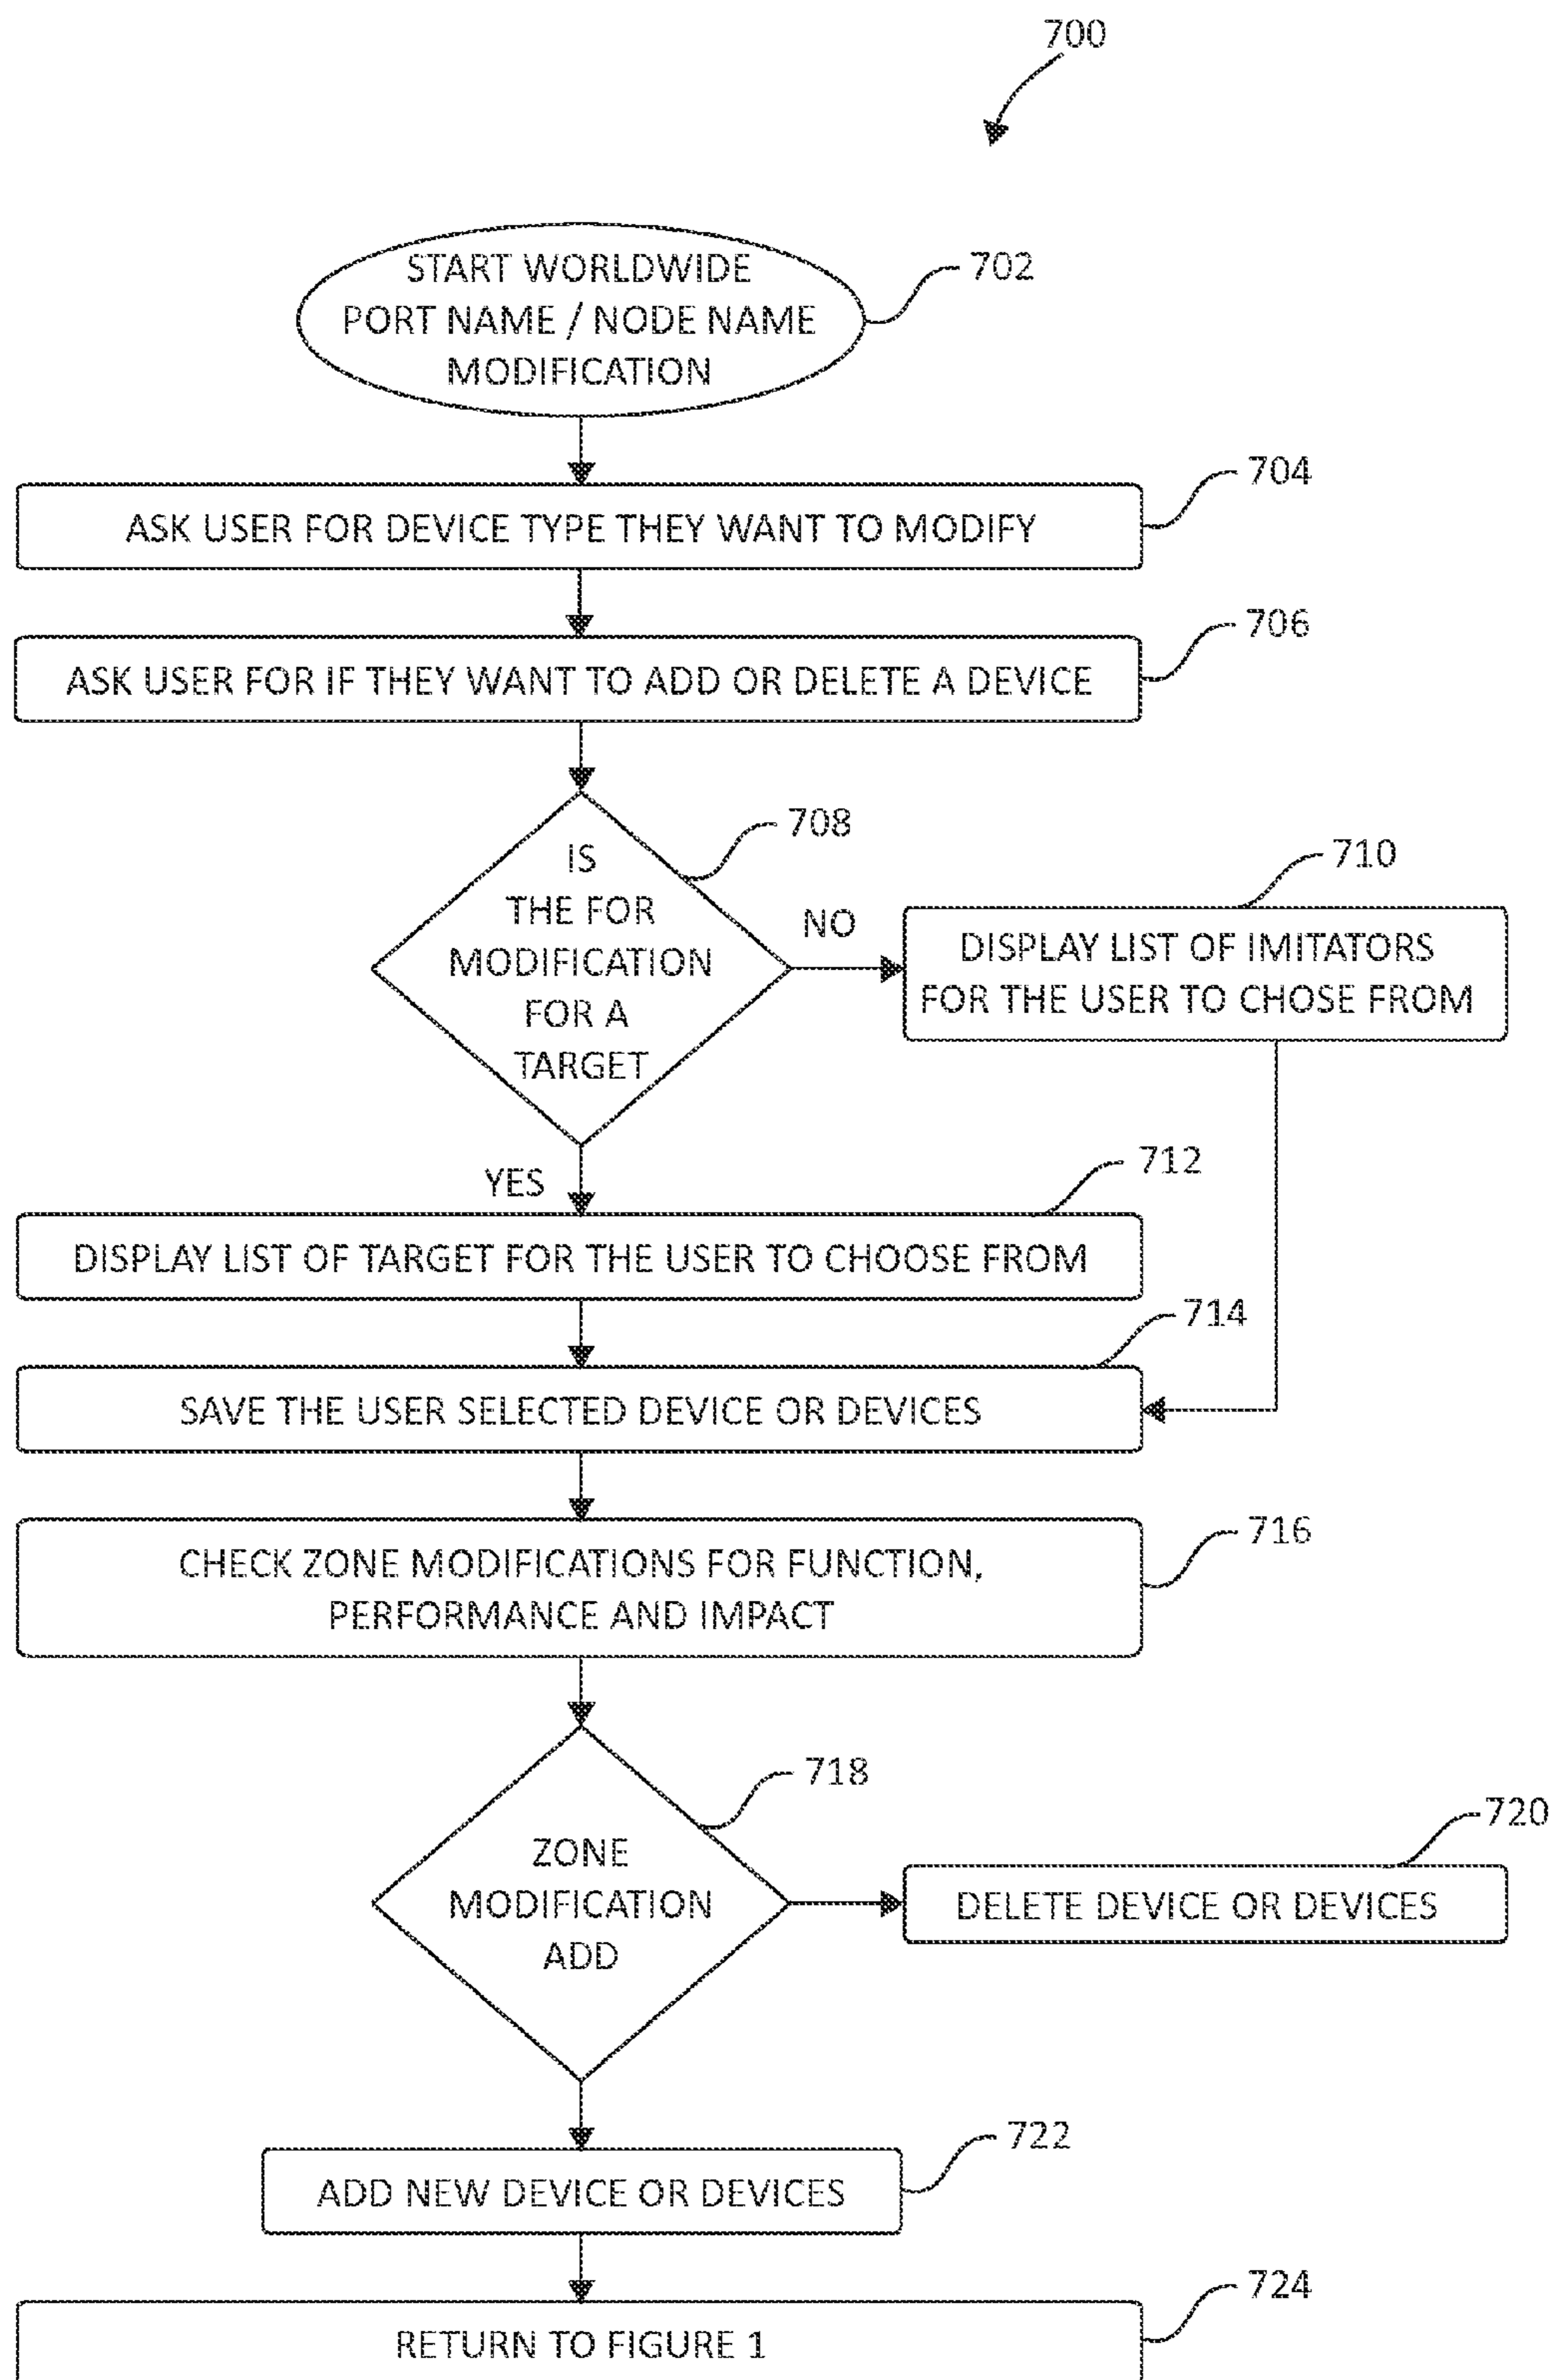 700
START WORLDWIDE
PORT NAME / NODE NAME
MODIFICATION
702
704
ASK USER FOR DEVICE TYPE THEY WANT TO MODIFY
706
ASK USER FOR IF THEY WANT TO ADD OR DELETE A DEVICE
708
IS
THE FOR
MODIFICATION
FOR A
TARGET
NO
710
DISPLAY LIST OF IMITATORS
FOR THE USER TO CHOSE FROM
YES
712
DISPLAY LIST OF TARGET FOR THE USER TO CHOOSE FROM
714
SAVE THE USER SELECTED DEVICE OR DEVICES
716
CHECK ZONE MODIFICATIONS FOR FUNCTION,
PERFORMANCE AND IMPACT
718
ZONE
MODIFICATION
ADD
720
DELETE DEVICE OR DEVICES
722
ADD NEW DEVICE OR DEVICES
724
RETURN TO FIGURE 1